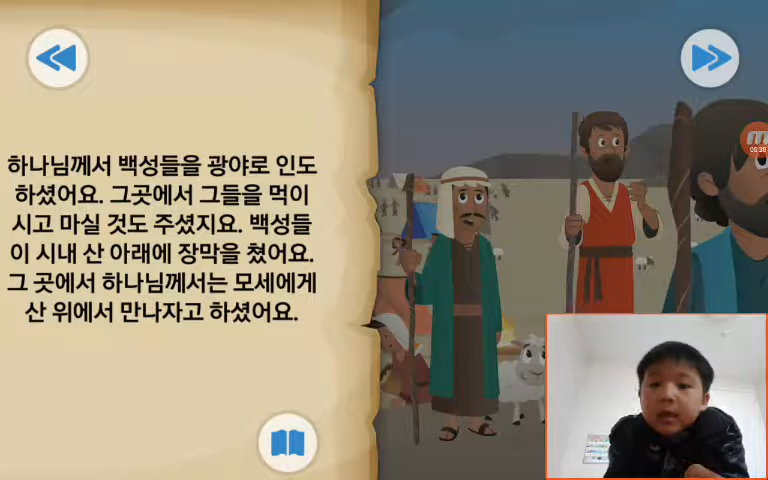 하나님께서 백성들을 광야로 인도
하셨어요. 그곳에서 그들을 먹이
시고 마실 것도 주셨지요. 백성들
이 시내 산 아래에 장막을 쳤어요.
그 곳에서 하나님께서는 모세에게
산 위에서 만나자고 하셨어요.
05:38